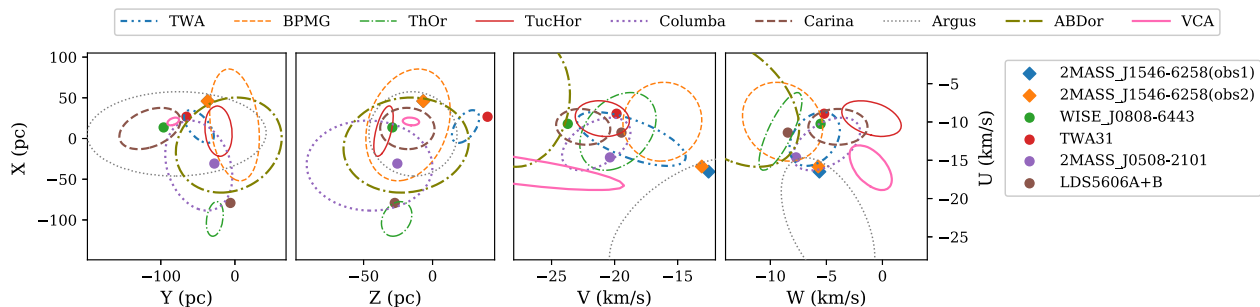 TWA BPMG ThOr TucHor Columba Carina Argus ABDor VCA
X (pc)
100
50
0
−50
−100
−100 0
Y (pc)
−50 0
Z (pc)
−25 −20 −15
V (km/s)
−10 −5 0
W (km/s)
−5
−10
−15
−20
−25
U (km/s)
2MASS_J1546-6258(obs1)
2MASS_J1546-6258(obs2)
WISE_J0808-6443
TWA31
2MASS_J0508-2101
LDS5606A+B